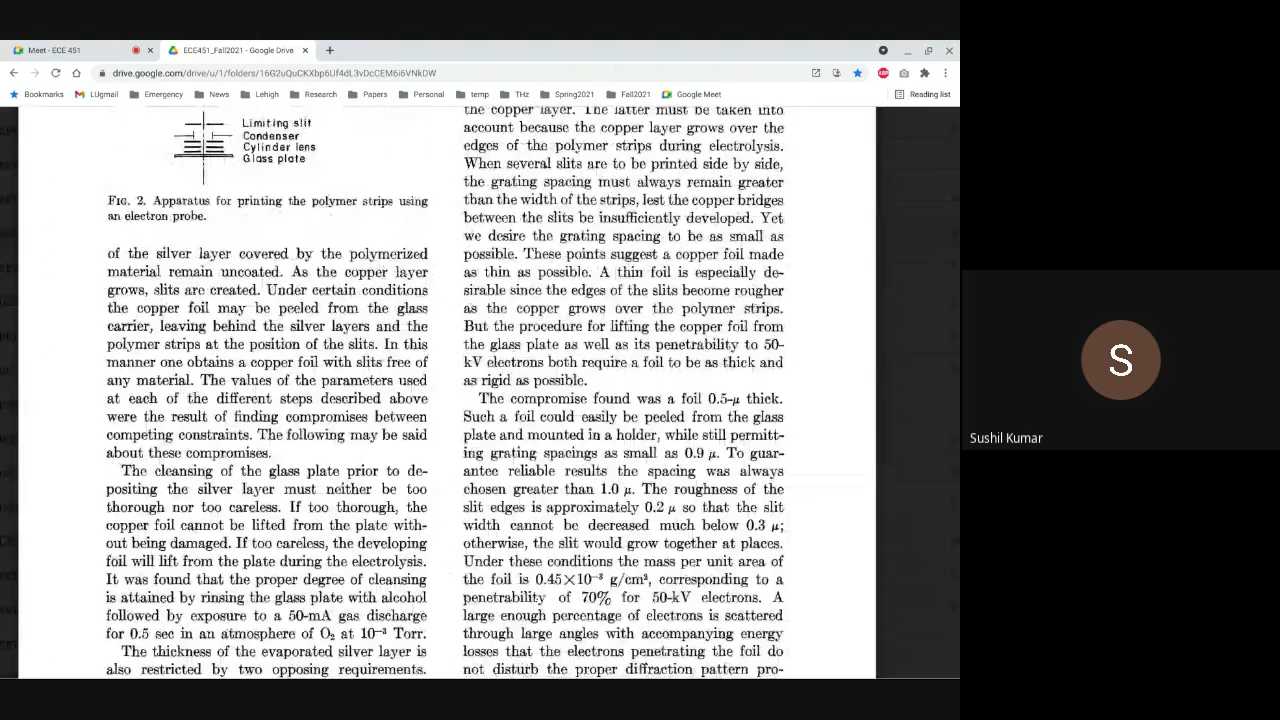 Meet - ECE 451
ECE451_Fall2021 - Google Drive
drive.google.com/drive/u/1/folders/16G2uQuCKXbp6Uf4dL3vDcCEM6i6VNkDW
Bookmarks LUgmail Emergency News Lehigh Research Papers Personal temp THz Spring2021 Fall2021 Google Meet Reading list
ABP
Limiting slit
Condenser
Cylinder lens
Glass plate
FIG. 2. Apparatus for printing the polymer strips using
an electron probe.
of the silver layer covered by the polymerized
material remain uncoated. As the copper layer
grows, slits are created. Under certain conditions
the copper foil may be peeled from the glass
carrier, leaving behind the silver layers and the
polymer strips at the position of the slits. In this
manner one obtains a copper foil with slits free of
any material. The values of the parameters used
at each of the different steps described above
were the result of finding compromises between
competing constraints. The following may be said
about these compromises.
The cleansing of the glass plate prior to de-
positing the silver layer must neither be too
thorough nor too careless. If too thorough, the
copper foil cannot be lifted from the plate with-
out being damaged. If too careless, the developing
foil will lift from the plate during the electrolysis.
It was found that the proper degree of cleansing
is attained by rinsing the glass plate with alcohol
followed by exposure to a 50-mA gas discharge
for 0.5 sec in an atmosphere of O₂ at 10⁻³ Torr.
The thickness of the evaporated silver layer is
also restricted by two opposing requirements.
the copper layer. The latter must be taken into
account because the copper layer grows over the
edges of the polymer strips during electrolysis.
When several slits are to be printed side by side,
the grating spacing must always remain greater
than the width of the strips, lest the copper bridges
between the slits be insufficiently developed. Yet
we desire the grating spacing to be as small as
possible. These points suggest a copper foil made
as thin as possible. A thin foil is especially de-
sirable since the edges of the slits become rougher
as the copper grows over the polymer strips.
But the procedure for lifting the copper foil from
the glass plate as well as its penetrability to 50-
kV electrons both require a foil to be as thick and
as rigid as possible.
The compromise found was a foil 0.5-μ thick.
Such a foil could easily be peeled from the glass
plate and mounted in a holder, while still permitt-
ing grating spacings as small as 0.9 μ. To guar-
antee reliable results the spacing was always
chosen greater than 1.0 μ. The roughness of the
slit edges is approximately 0.2 μ so that the slit
width cannot be decreased much below 0.3 μ;
otherwise, the slit would grow together at places.
Under these conditions the mass per unit area of
the foil is 0.45×10⁻³ g/cm², corresponding to a
penetrability of 70% for 50-kV electrons. A
large enough percentage of electrons is scattered
through large angles with accompanying energy
losses that the electrons penetrating the foil do
not disturb the proper diffraction pattern pro-
S
Sushil Kumar